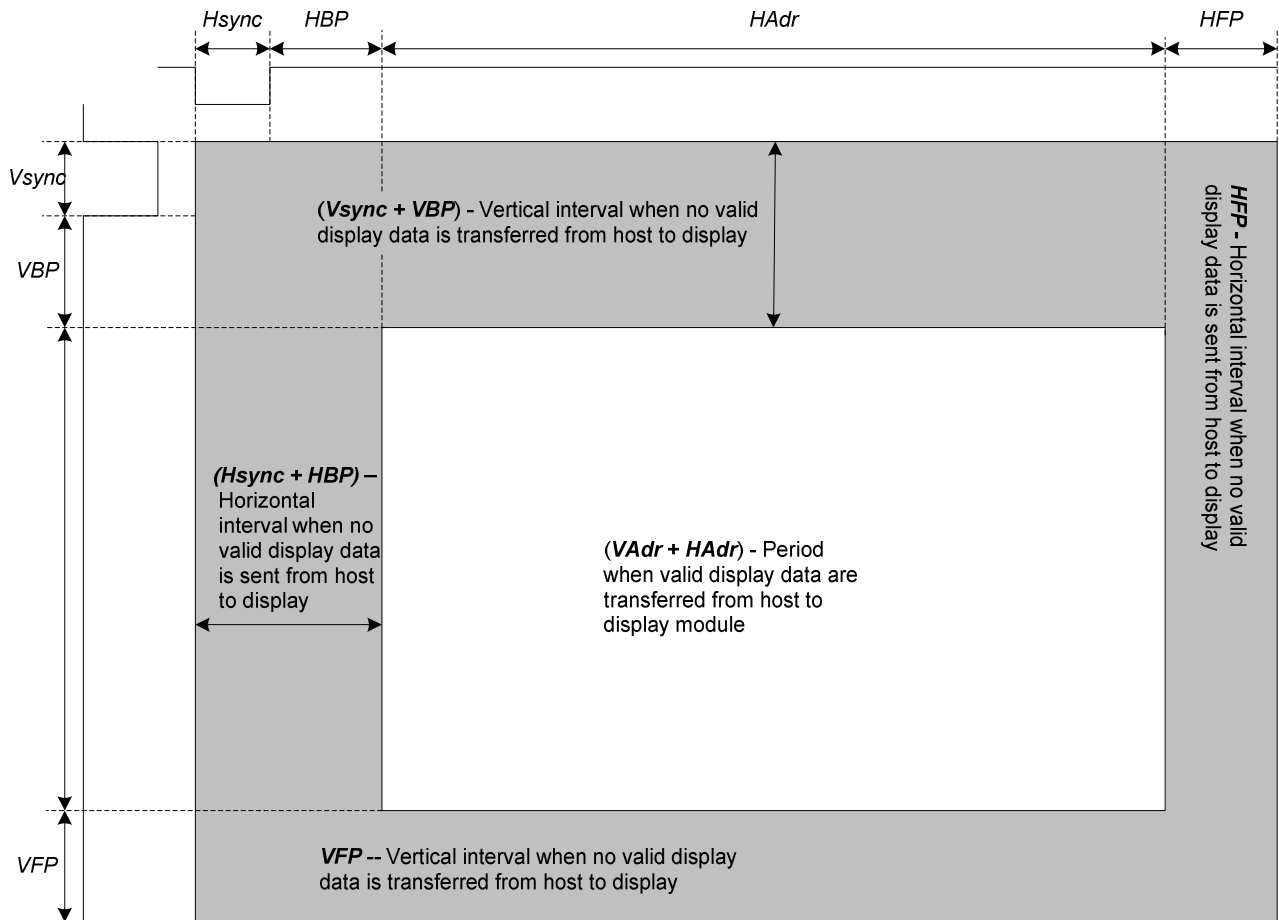 Hsync HBP HAdr HFP
Vsync
VBP
(Vsync + VBP) - Vertical interval when no valid
display data is transferred from host to display
HFP - Horizontal interval when no valid
display data is sent from host to display
(Hsync + HBP) –
Horizontal
interval when no
valid display data
is sent from host
to display
(VAdr + HAdr) - Period
when valid display data are
transferred from host to
display module
VFP
VFP -- Vertical interval when no valid display
data is transferred from host to display